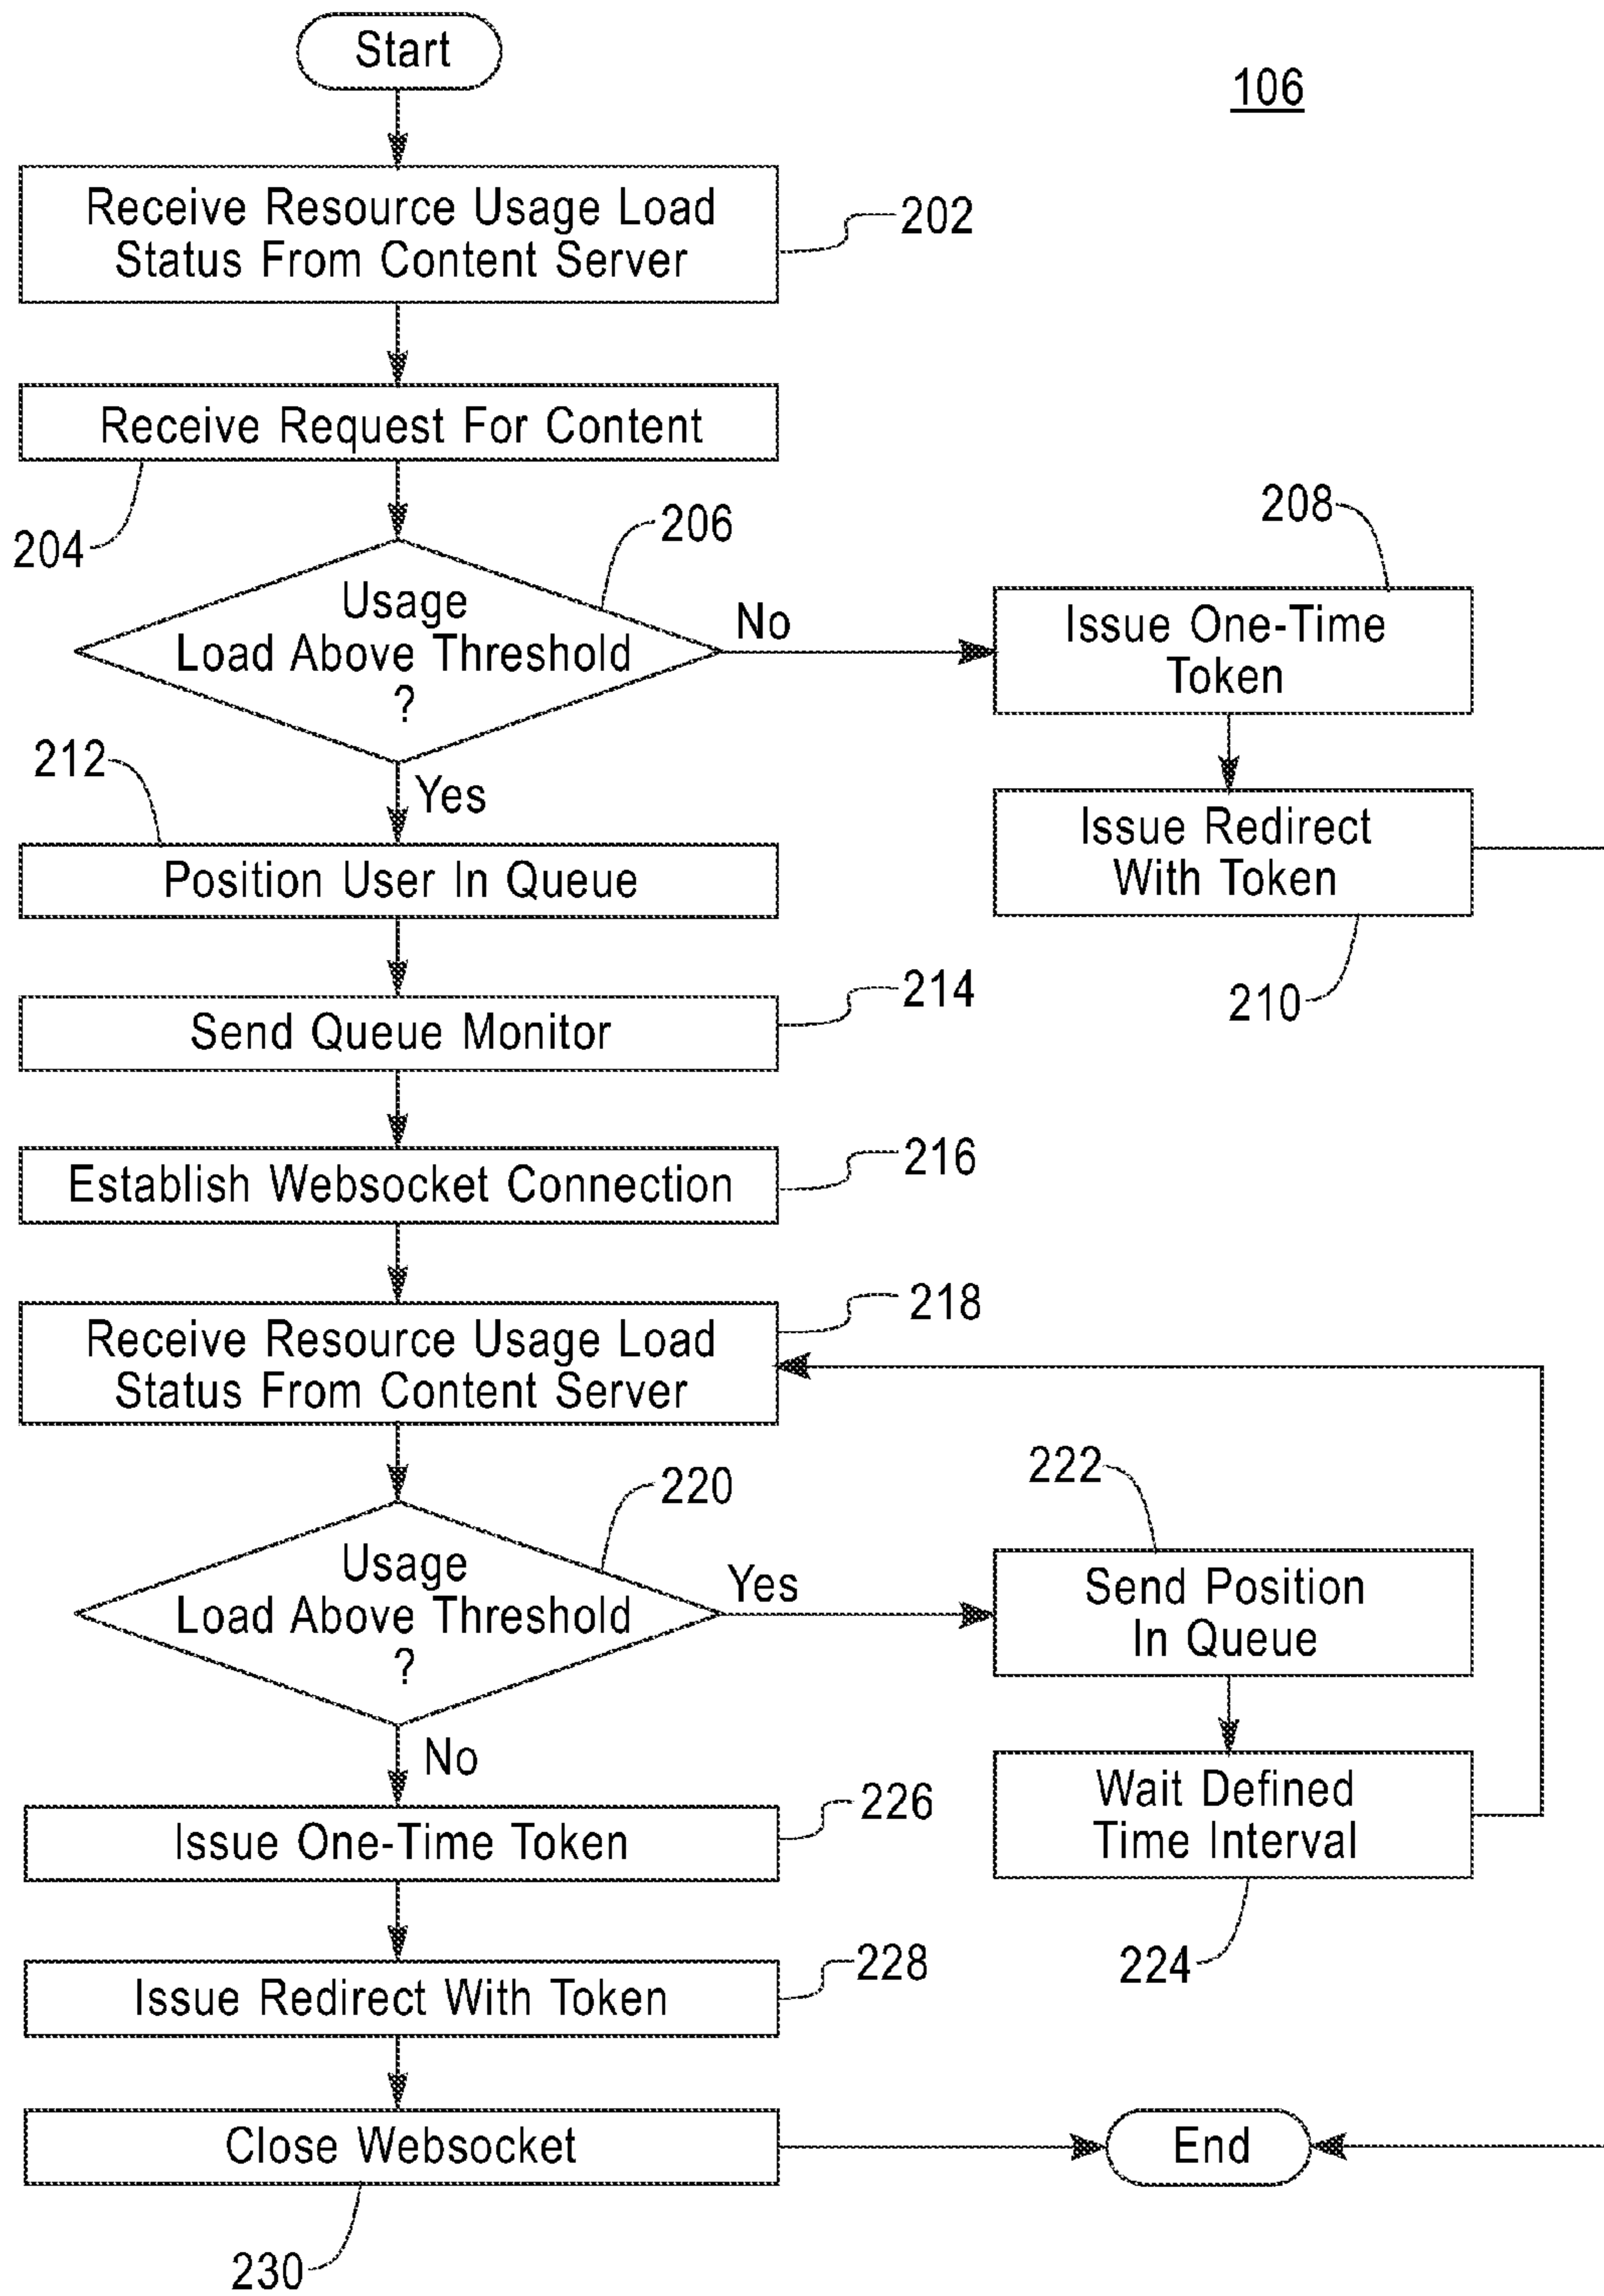 Start
106
Receive Resource Usage Load
Status From Content Server
202
Receive Request For Content
204
206
Usage
Load Above Threshold
?
No
208
Issue One-Time
Token
Issue Redirect
With Token
210
Yes
212
Position User In Queue
Send Queue Monitor
214
Establish Websocket Connection
216
Receive Resource Usage Load
Status From Content Server
218
220
Usage
Load Above Threshold
?
Yes
222
Send Position
In Queue
Wait Defined
Time Interval
224
No
Issue One-Time Token
226
Issue Redirect With Token
228
Close Websocket
230
End